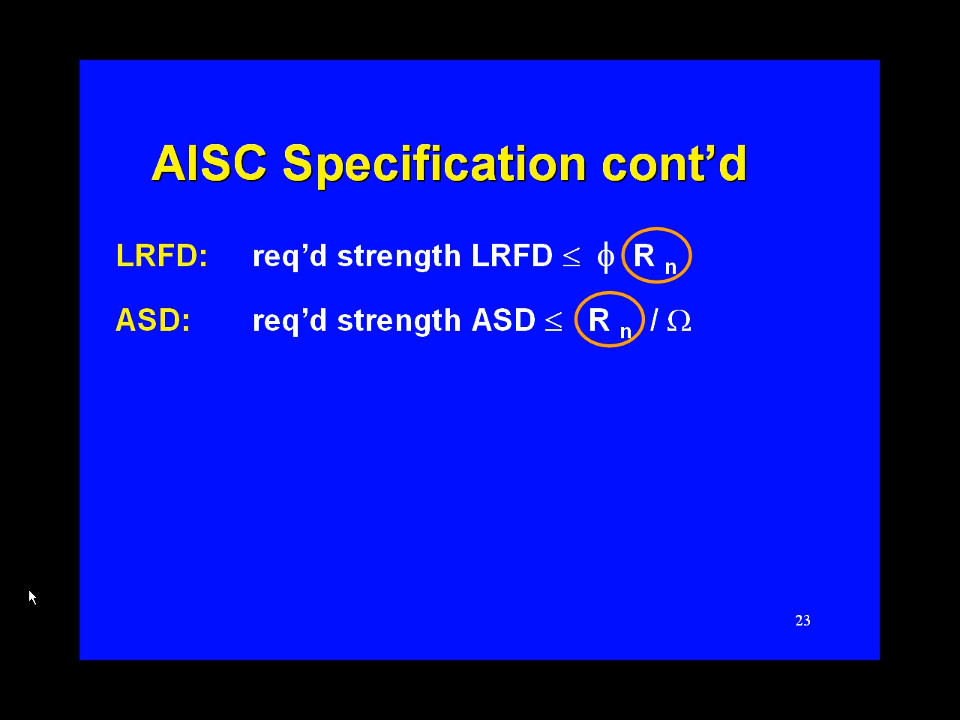 AISC Specification cont’d
LRFD: req’d strength LRFD ≤ ϕ R n
ASD: req’d strength ASD ≤ R n / Ω
23